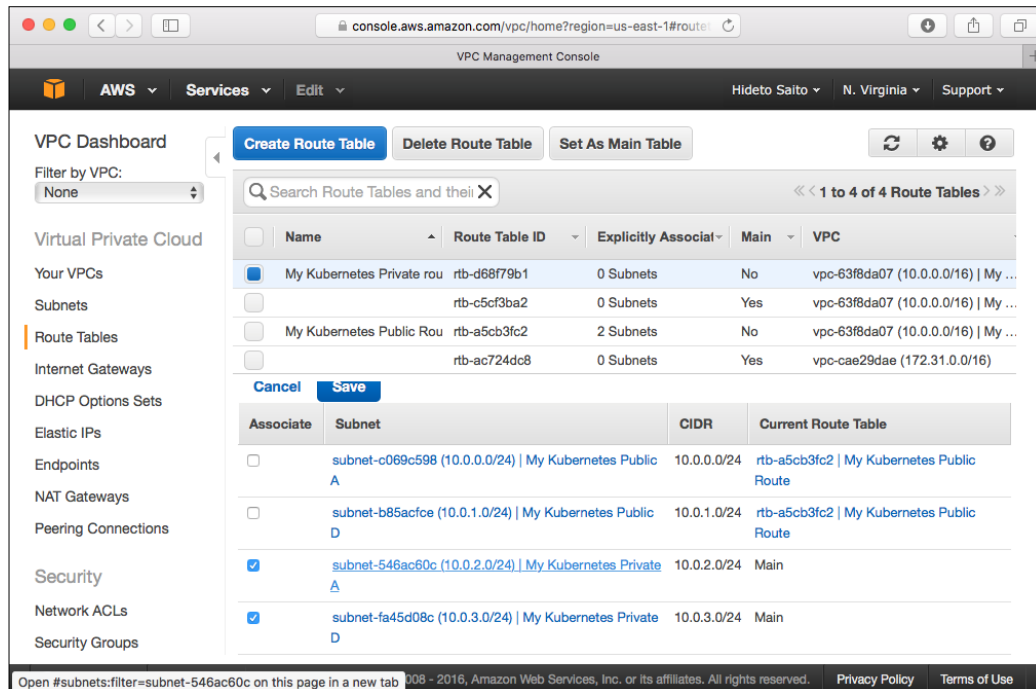 console.aws.amazon.com/vpc/home?region=us-east-1#route
VPC Management Console
AWS Services Edit Hideto Saito N. Virginia Support
VPC Dashboard
Filter by VPC:
None
Virtual Private Cloud
Your VPCs
Subnets
Route Tables
Internet Gateways
DHCP Options Sets
Elastic IPs
Endpoints
NAT Gateways
Peering Connections
Security
Network ACLs
Security Groups
Create Route Table Delete Route Table Set As Main Table
Search Route Tables and their 1 to 4 of 4 Route Tables
Name Route Table ID Explicitly Associat Main VPC
My Kubernetes Private rou rtb-d68f79b1 0 Subnets No vpc-63f8da07 (10.0.0.0/16) | My ...
rtb-c5cf3ba2 0 Subnets Yes vpc-63f8da07 (10.0.0.0/16) | My ...
My Kubernetes Public Rou rtb-a5cb3fc2 2 Subnets No vpc-63f8da07 (10.0.0.0/16) | My ...
rtb-ac724dc8 0 Subnets Yes vpc-cae29dae (172.31.0.0/16)
Cancel Save
Associate Subnet CIDR Current Route Table
subnet-c069c598 (10.0.0.0/24) | My Kubernetes Public 10.0.0.0/24 rtb-a5cb3fc2 | My Kubernetes Public
A Route
subnet-b85acfce (10.0.1.0/24) | My Kubernetes Public 10.0.1.0/24 rtb-a5cb3fc2 | My Kubernetes Public
D Route
subnet-546ac60c (10.0.2.0/24) | My Kubernetes Private 10.0.2.0/24 Main
A
subnet-fa45d08c (10.0.3.0/24) | My Kubernetes Private 10.0.3.0/24 Main
D
Open #subnets:filter=subnet-546ac60c on this page in a new tab 008 - 2016, Amazon Web Services, Inc. or its affiliates. All rights reserved. Privacy Policy Terms of Use